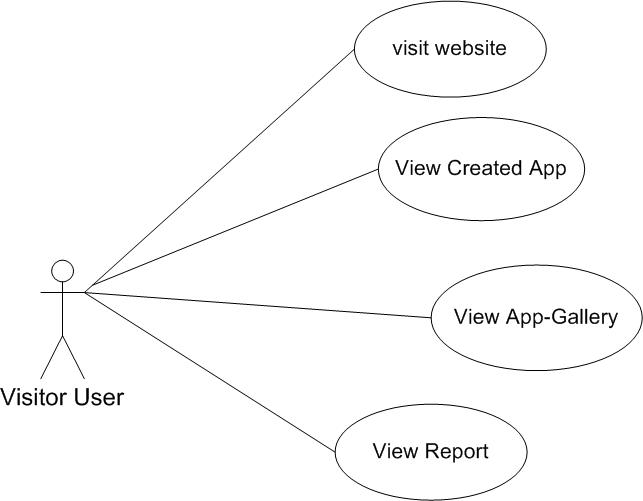 visit website
View Created App
View App-Gallery
Visitor User
View Report